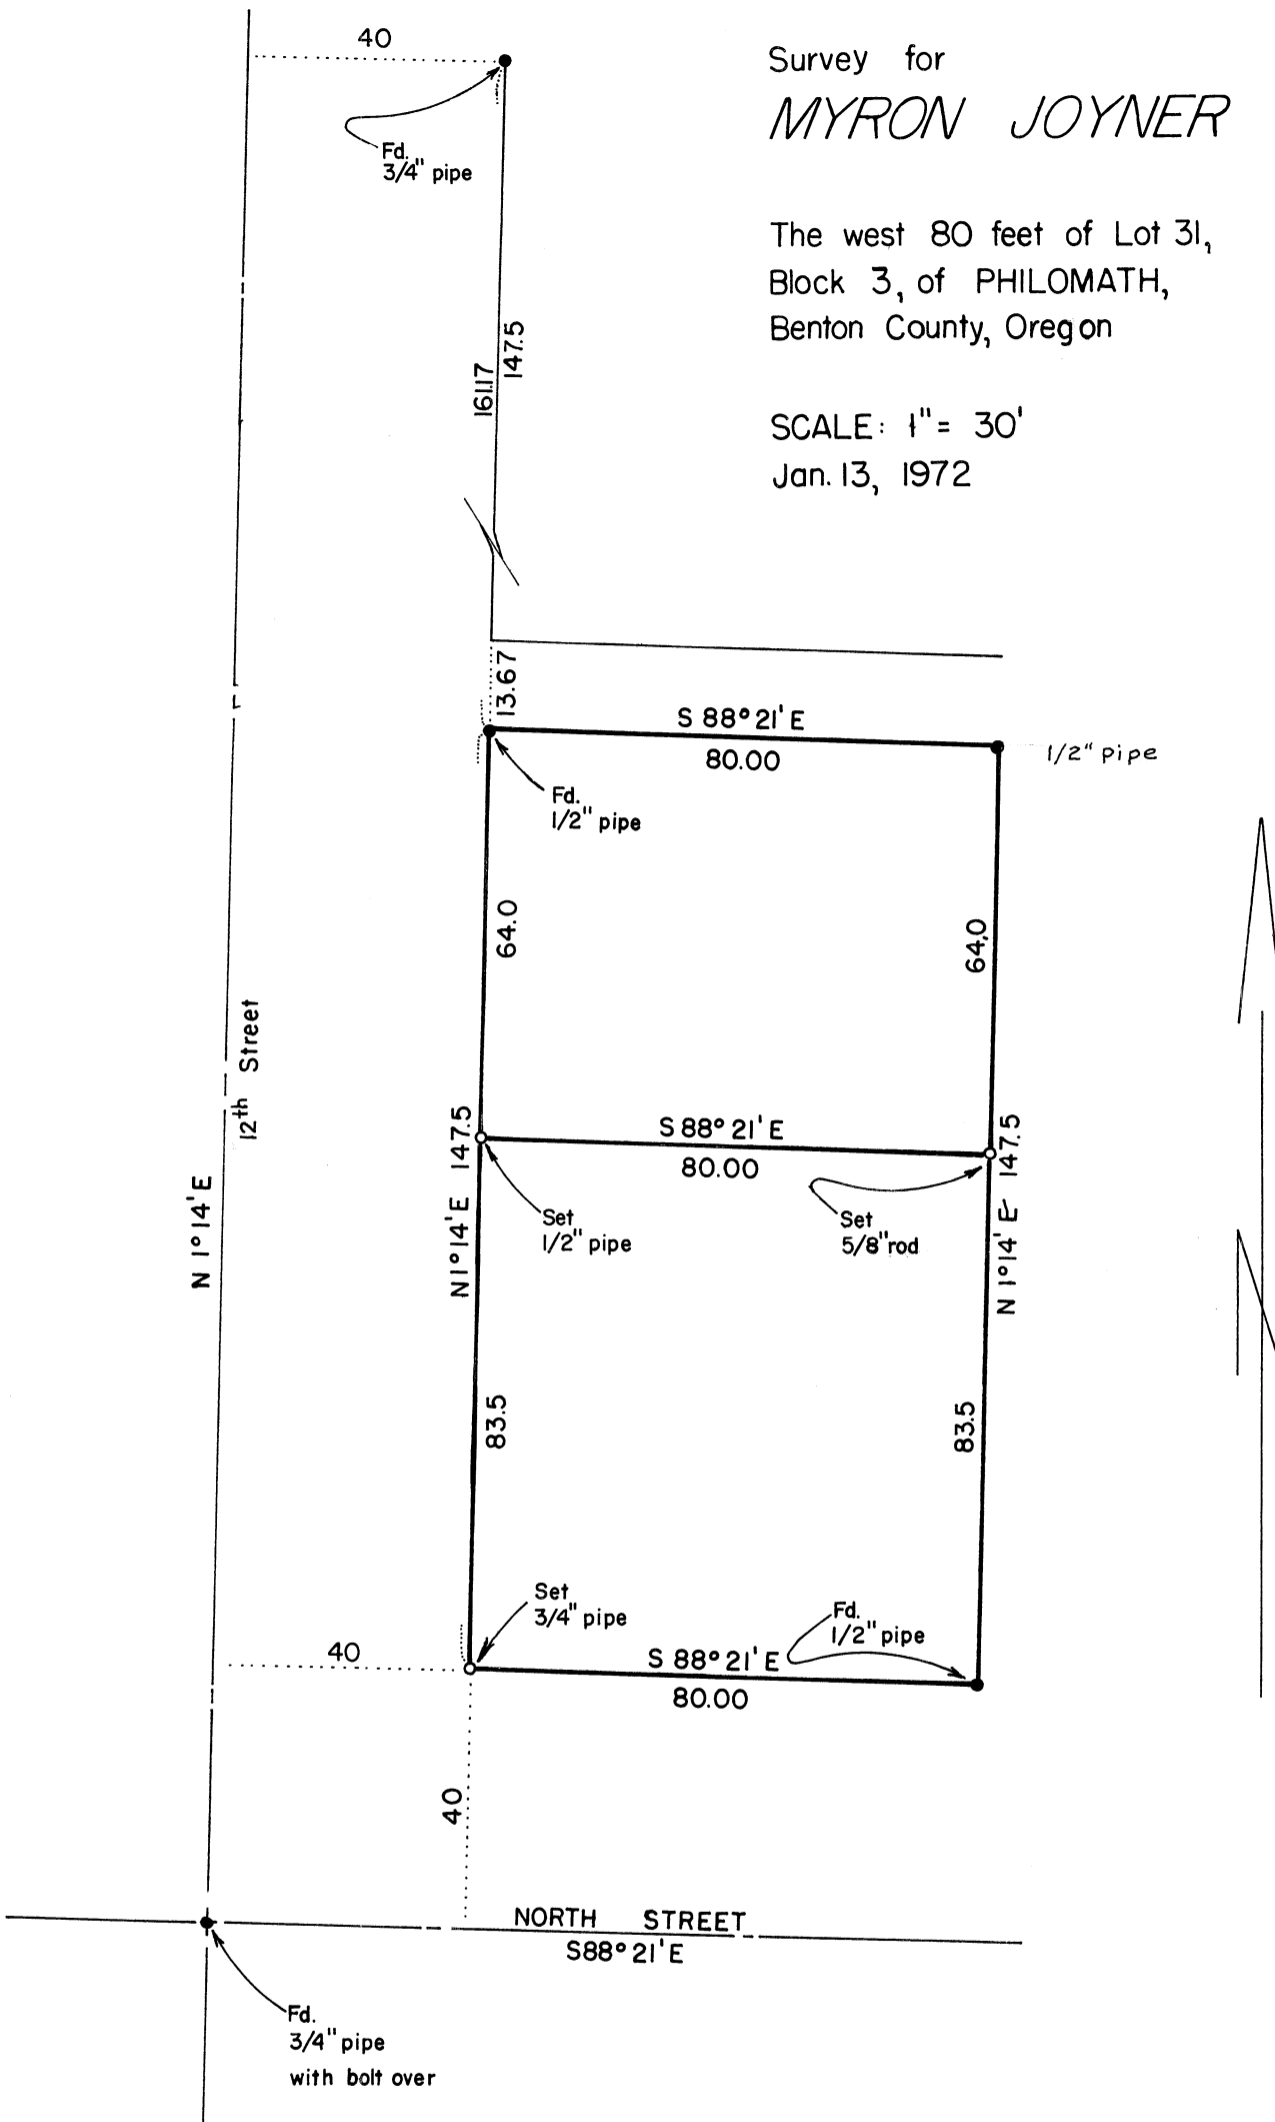 40
Survey for
MYRON JOYNER
Fd.
3/4" pipe
The west 80 feet of Lot 31,
Block 3, of PHILOMATH,
Benton County, Oregon
161.17
147.5
SCALE: 1" = 30'
Jan. 13, 1972
13.67
S 88° 21' E
80.00
1/2" pipe
Fd.
1/2" pipe
64.0
64.0
12th Street
N 1° 14' E
S 88° 21' E
80.00
N 1° 14' E 147.5
N 1° 14' E 147.5
Set
1/2" pipe
Set
5/8" rod
83.5
83.5
Set
3/4" pipe
Fd.
1/2" pipe
40
S 88° 21' E
80.00
40
NORTH STREET
S 88° 21' E
Fd.
3/4" pipe
with bolt over
N